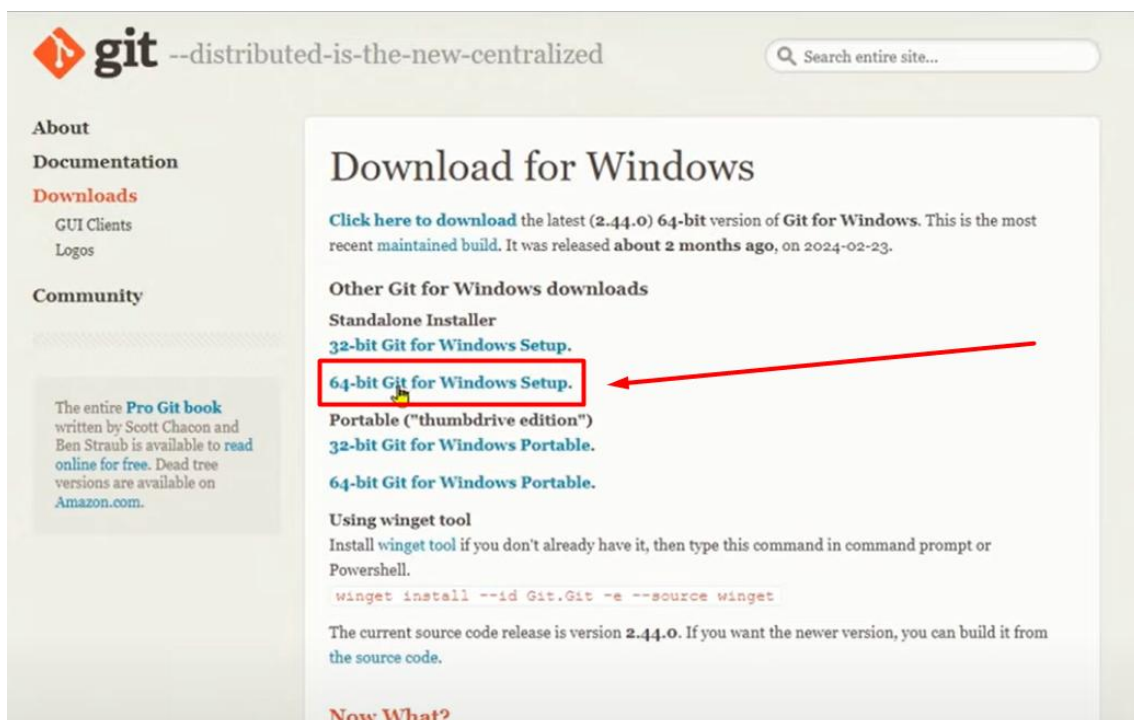 git --distributed-is-the-new-centralized
Search entire site...
About
Documentation
Downloads
GUI Clients
Logos
Community
The entire Pro Git book
written by Scott Chacon and
Ben Straub is available to read
online for free. Dead tree
versions are available on
Amazon.com.
Download for Windows
Click here to download the latest (2.44.0) 64-bit version of Git for Windows. This is the most
recent maintained build. It was released about 2 months ago, on 2024-02-23.
Other Git for Windows downloads
Standalone Installer
32-bit Git for Windows Setup.
64-bit Git for Windows Setup.
Portable ("thumbdrive edition")
32-bit Git for Windows Portable.
64-bit Git for Windows Portable.
Using winget tool
Install winget tool if you don't already have it, then type this command in command prompt or
Powershell.
winget install --id Git.Git -e --source winget
The current source code release is version 2.44.0. If you want the newer version, you can build it from
the source code.
Now What?